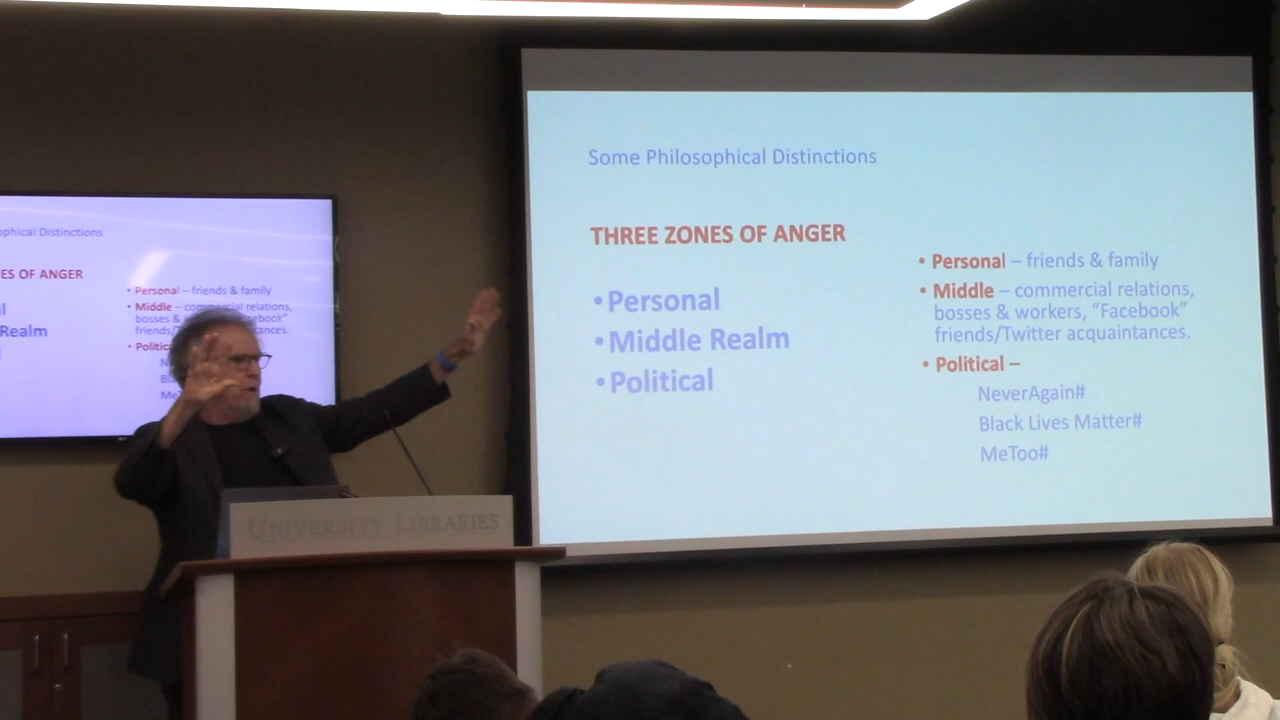 Some Philosophical Distinctions
THREE ZONES OF ANGER
•Personal
•Middle Realm
•Political
• Personal – friends & family
• Middle – commercial relations,
bosses & workers, “Facebook”
friends/Twitter acquaintances.
• Political –
NeverAgain#
Black Lives Matter#
MeToo#
ophical Distinctions
ES OF ANGER
Realm
• Personal – friends & family
• Middle – commercial relations,
bosses &
friends/T
• Politic
UNIVERSITY LIBRARIES